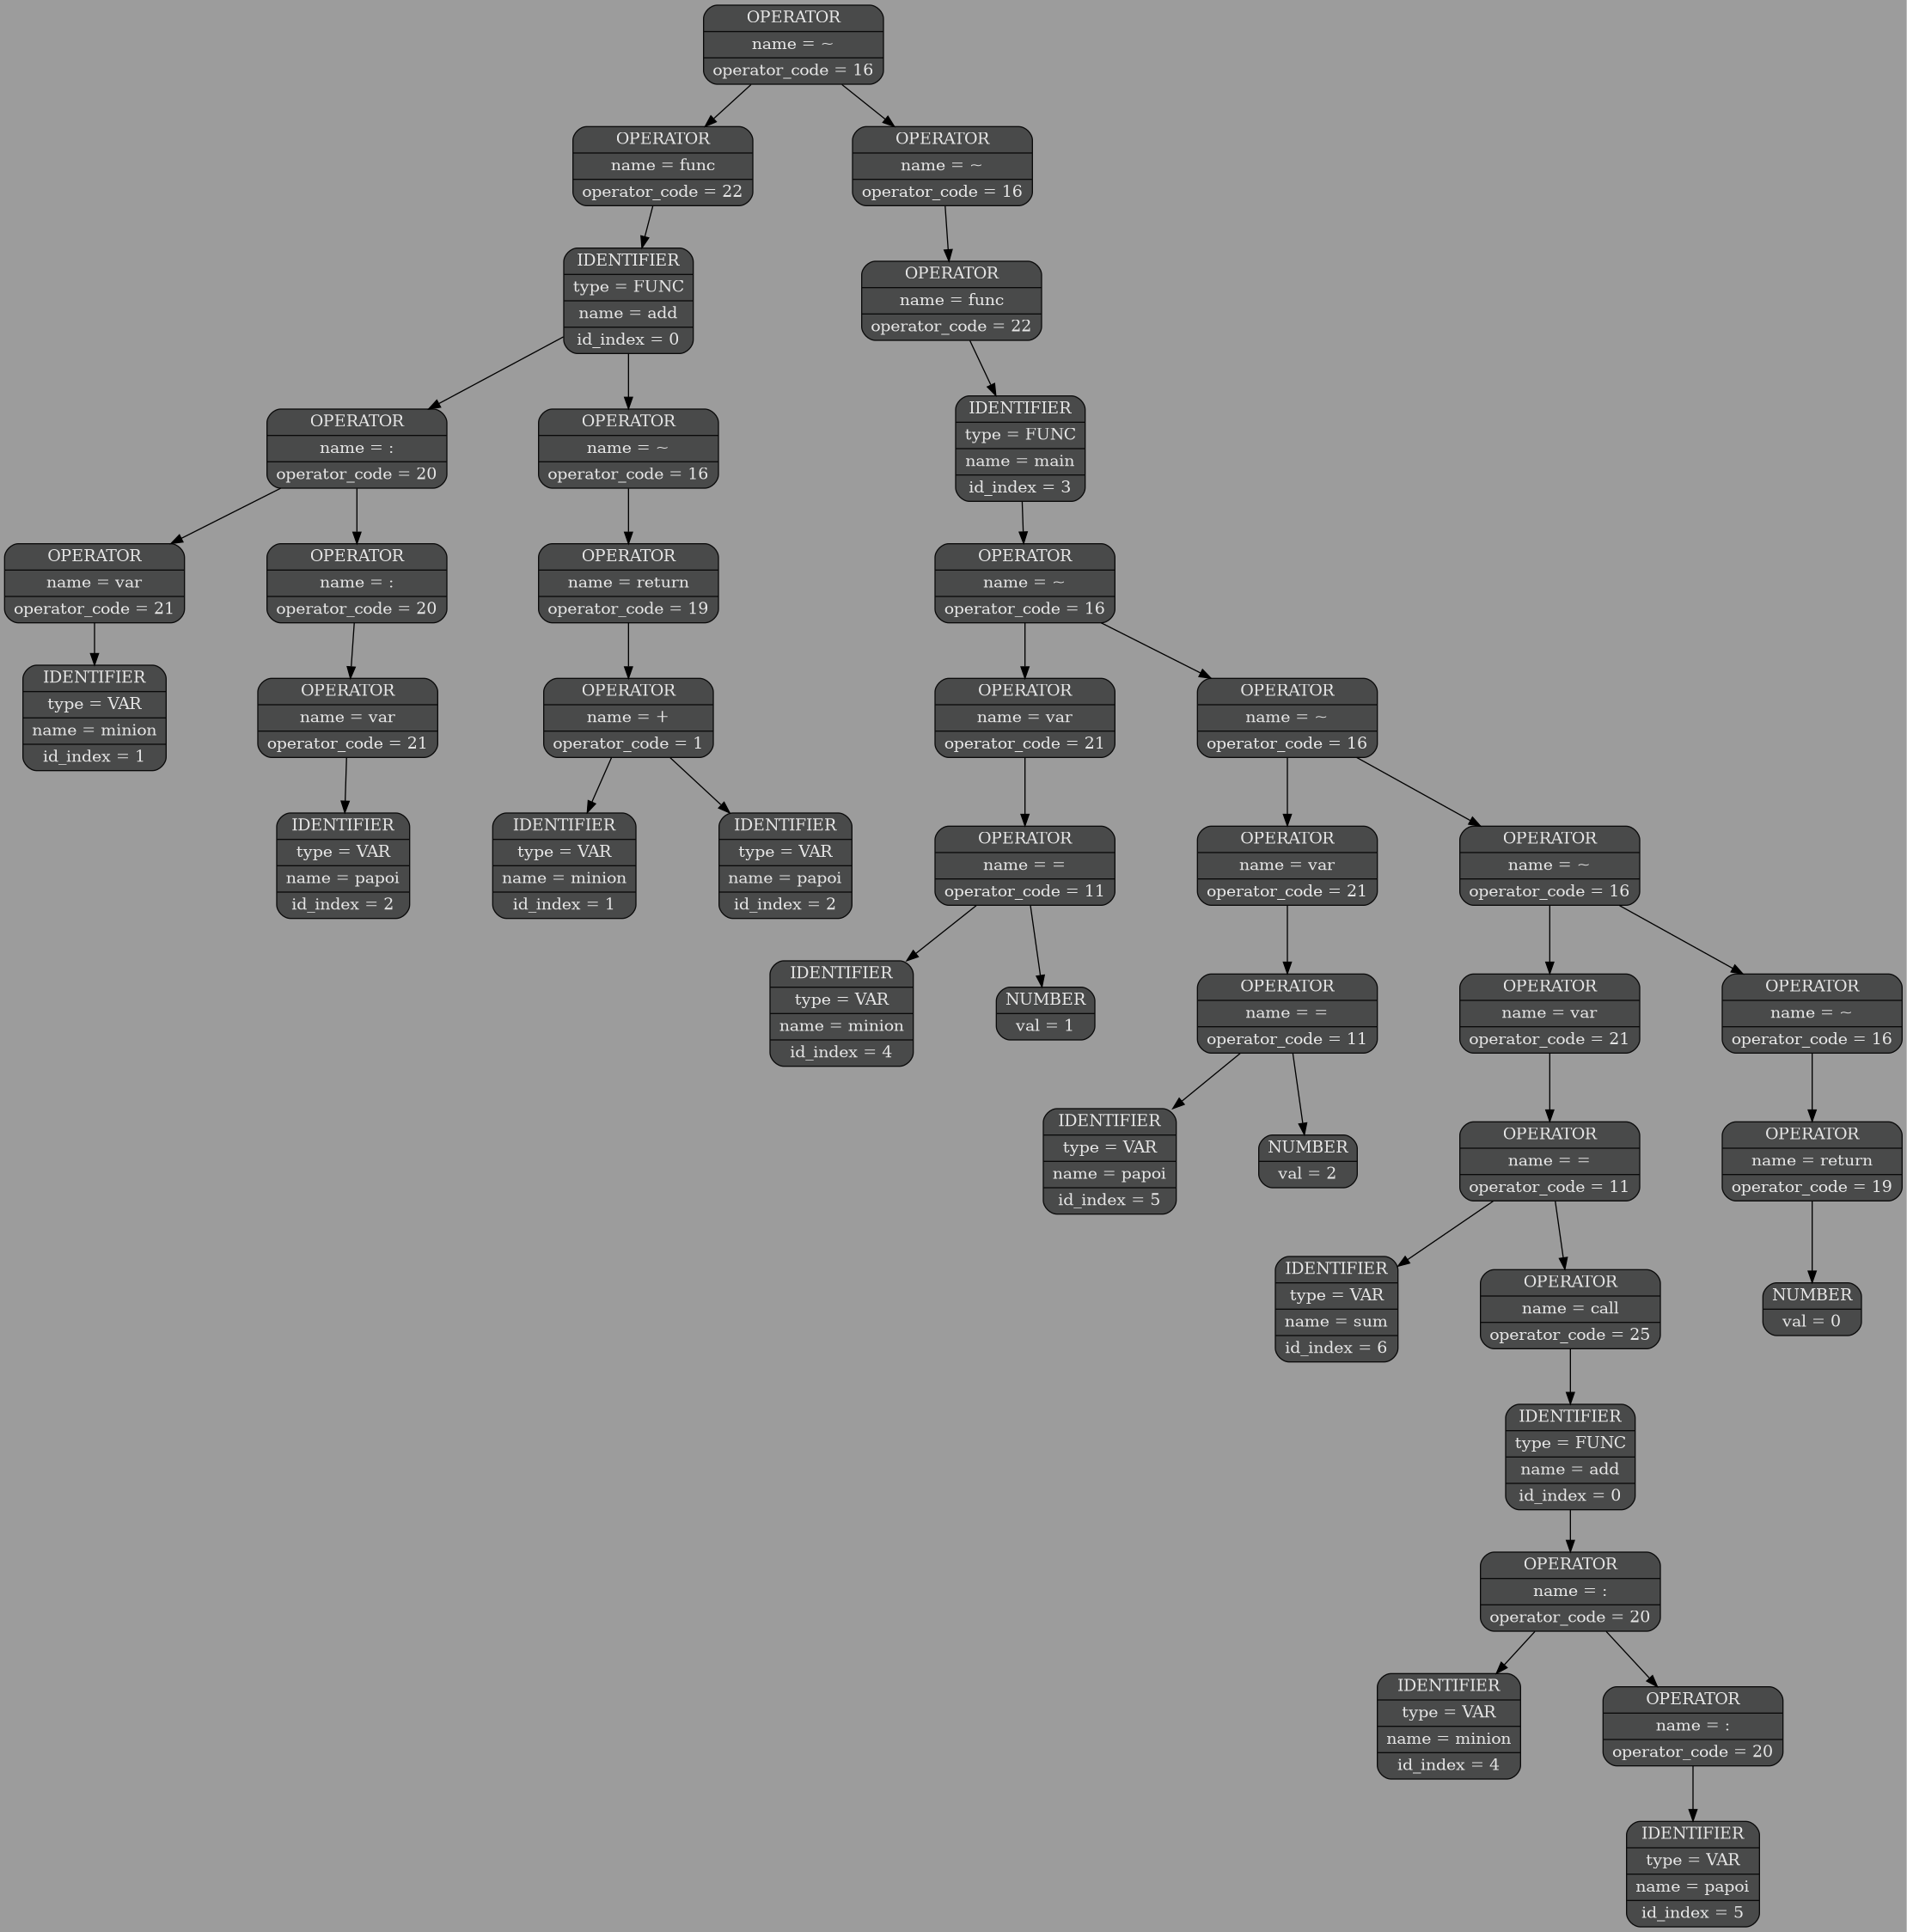 OPERATOR
name = ~
operator_code = 16
OPERATOR
name = func
operator_code = 22
OPERATOR
name = ~
operator_code = 16
IDENTIFIER
type = FUNC
name = add
id_index = 0
OPERATOR
name = func
operator_code = 22
OPERATOR
name = :
operator_code = 20
OPERATOR
name = ~
operator_code = 16
IDENTIFIER
type = FUNC
name = main
id_index = 3
OPERATOR
name = var
operator_code = 21
OPERATOR
name = :
operator_code = 20
OPERATOR
name = return
operator_code = 19
OPERATOR
name = ~
operator_code = 16
IDENTIFIER
type = VAR
name = minion
id_index = 1
OPERATOR
name = var
operator_code = 21
OPERATOR
name = +
operator_code = 1
OPERATOR
name = var
operator_code = 21
OPERATOR
name = ~
operator_code = 16
IDENTIFIER
type = VAR
name = papoi
id_index = 2
IDENTIFIER
type = VAR
name = minion
id_index = 1
IDENTIFIER
type = VAR
name = papoi
id_index = 2
OPERATOR
name = =
operator_code = 11
OPERATOR
name = var
operator_code = 21
OPERATOR
name = ~
operator_code = 16
IDENTIFIER
type = VAR
name = minion
id_index = 4
NUMBER
val = 1
OPERATOR
name = =
operator_code = 11
OPERATOR
name = var
operator_code = 21
OPERATOR
name = ~
operator_code = 16
IDENTIFIER
type = VAR
name = papoi
id_index = 5
NUMBER
val = 2
OPERATOR
name = =
operator_code = 11
OPERATOR
name = return
operator_code = 19
IDENTIFIER
type = VAR
name = sum
id_index = 6
OPERATOR
name = call
operator_code = 25
NUMBER
val = 0
IDENTIFIER
type = FUNC
name = add
id_index = 0
OPERATOR
name = :
operator_code = 20
IDENTIFIER
type = VAR
name = minion
id_index = 4
OPERATOR
name = :
operator_code = 20
IDENTIFIER
type = VAR
name = papoi
id_index = 5